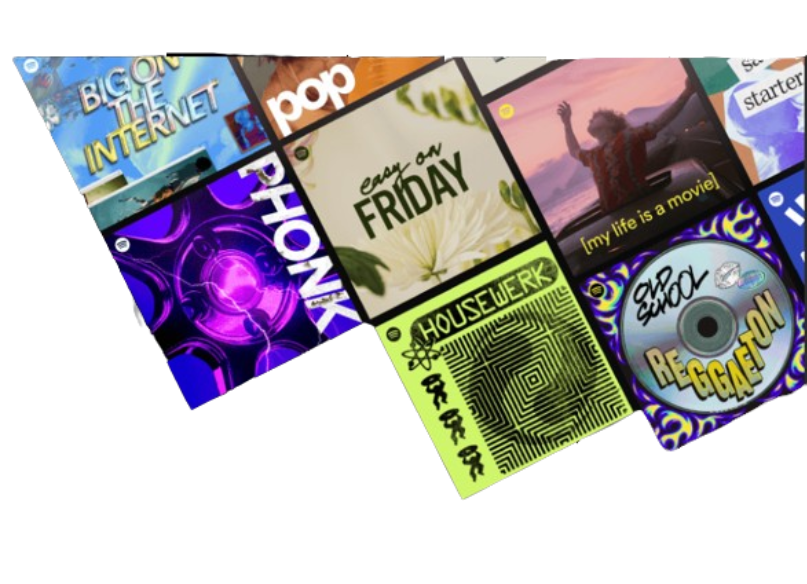 BIG ON
THE
INTERNET
pop
easy on
FRIDAY
[my life is a movie]
starter
PHONK
HOUSEWERK
OLD
SCHOOL
REGGAETON